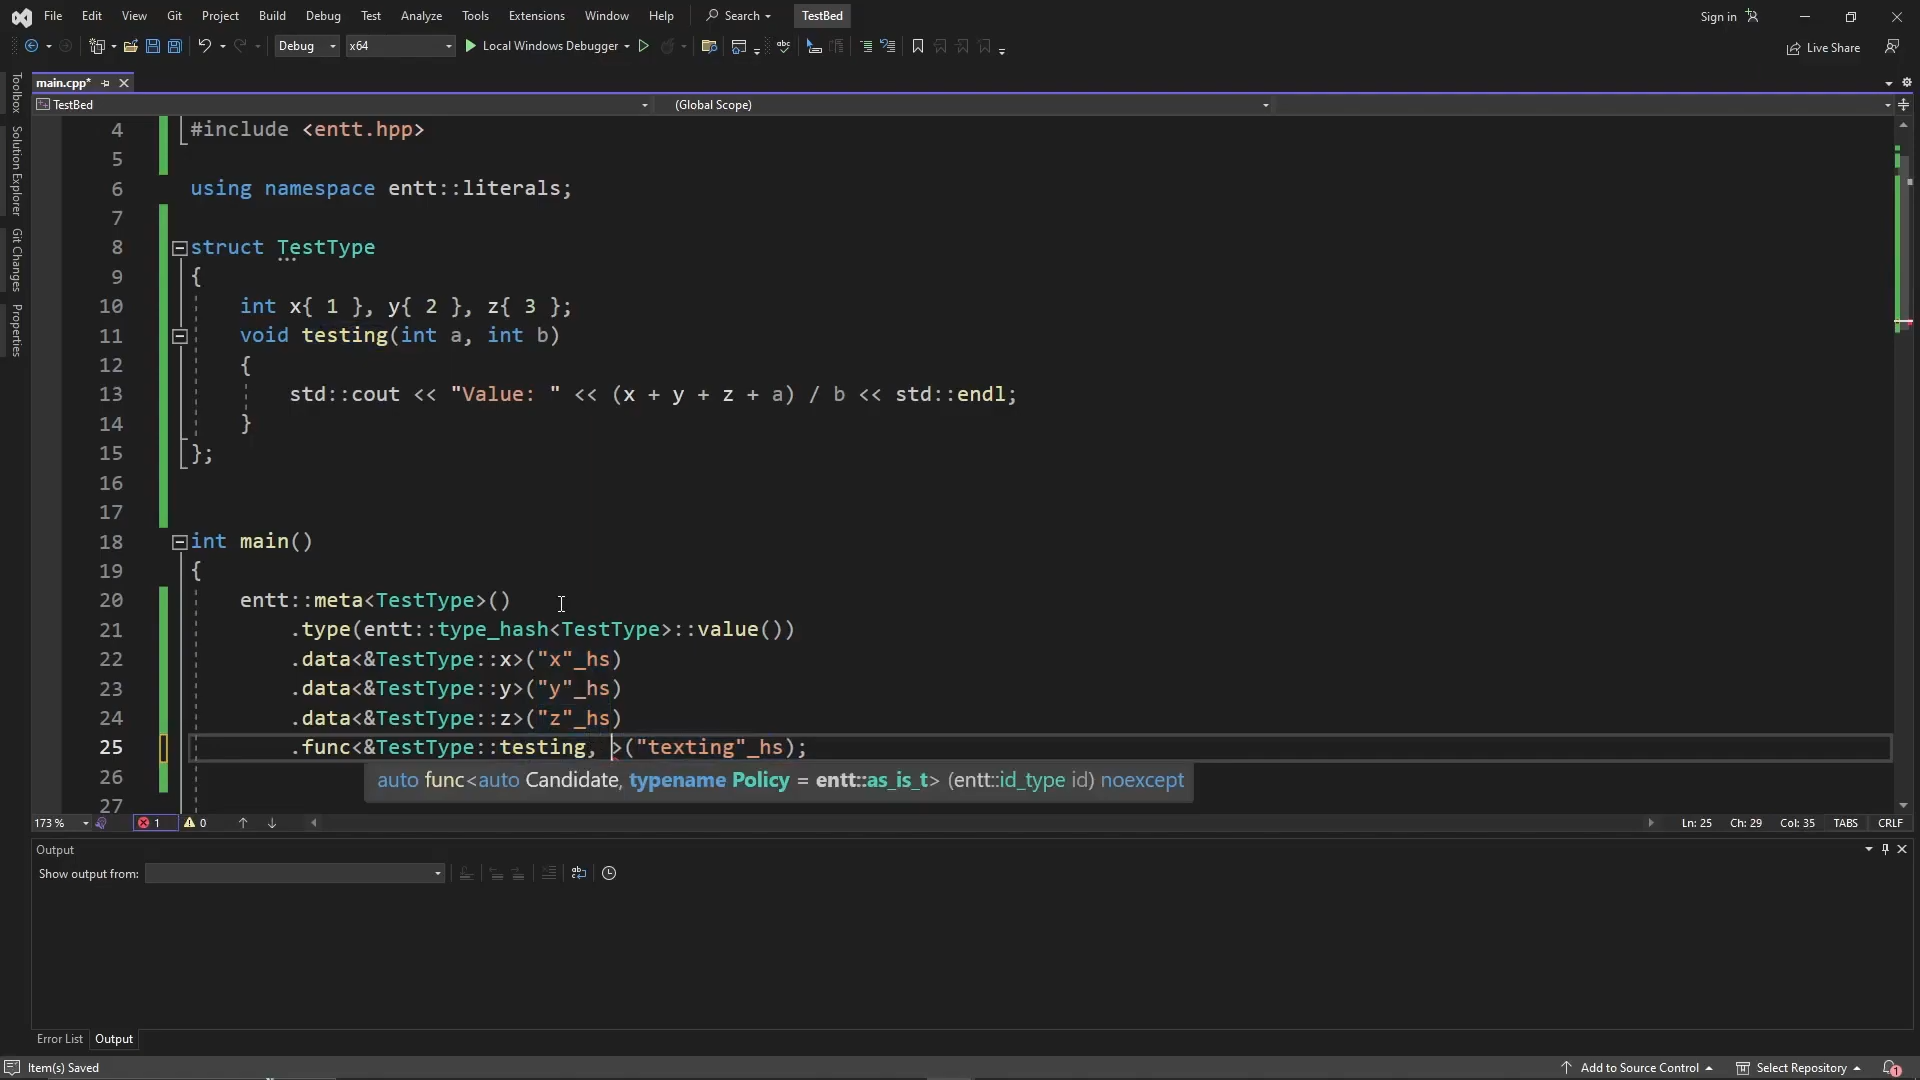 File Edit View Git Project Build Debug Test Analyze Tools Extensions Window Help Search TestBed Sign in
Debug x64 Local Windows Debugger Live Share
main.cpp*
TestBed (Global Scope)
Toolbox
Solution Explorer
Git Changes
Properties
4 #include <entt.hpp>
5
6 using namespace entt::literals;
7
8 struct TestType
9 {
10 int x{ 1 }, y{ 2 }, z{ 3 };
11 void testing(int a, int b)
12 {
13 std::cout << "Value: " << (x + y + z + a) / b << std::endl;
14 }
15 };
16
17
18 int main()
19 {
20 entt::meta<TestType>()
21 .type(entt::type_hash<TestType>::value())
22 .data<&TestType::x>("x"_hs)
23 .data<&TestType::y>("y"_hs)
24 .data<&TestType::z>("z"_hs)
25 .func<&TestType::testing, >("texting"_hs);
26 auto func<auto Candidate, typename Policy = entt::as_is_t> (entt::id_type id) noexcept
27
173 % 1 0 Ln: 25 Ch: 29 Col: 35 TABS CRLF
Output
Show output from:
Error List Output
Item(s) Saved Add to Source Control Select Repository 1